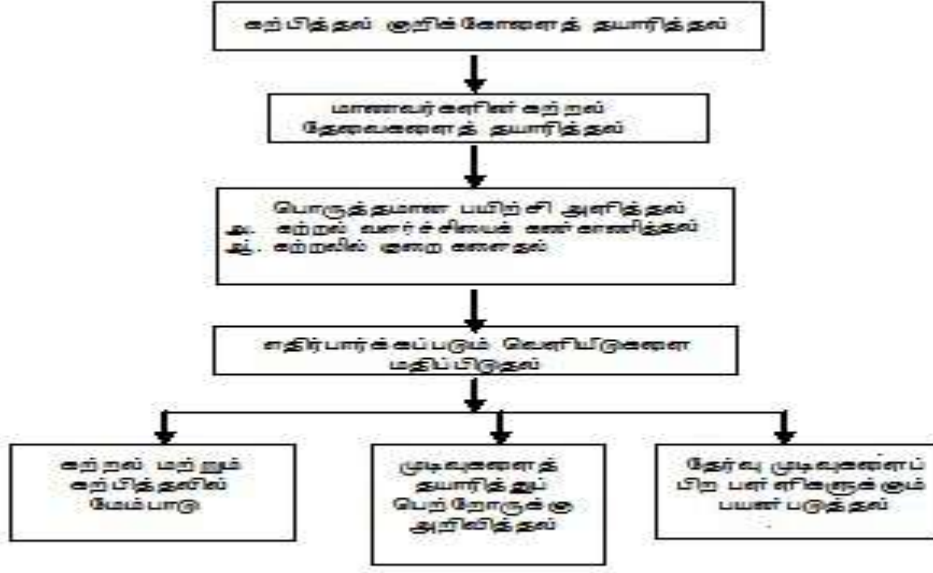 கற்பித்தல் குறிக்கோளைத் தயாரித்தல்
மாணவர்களின் கற்றல்
தேவைகளைத் தயாரித்தல்
பொருத்தமான பயிற்சி அளித்தல்
அ. கற்றல் வளர்ச்சியைக் கண்காணித்தல்
ஆ. கற்றலில் குறை களைதல்
எதிர்பார்க்கப்படும் வெளியீடுகளை
மதிப்பிடுதல்
கற்றல் மற்றும்
கற்பித்தலில்
மேம்பாடு
முடிவுகளைத்
தயாரித்துப்
பெற்றோருக்கு
அறிவித்தல்
தேர்வு முடிவுகளைப்
பிற பள்ளிகளுக்கும்
பயன்படுத்தல்